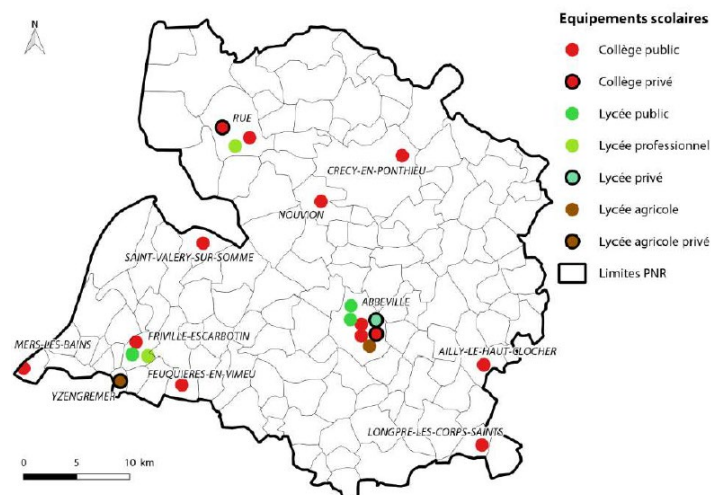 N
Equipements scolaires
Collège public
Collège privé
Lycée public
Lycée professionnel
Lycée privé
Lycée agricole
Lycée agricole privé
Limites PNR
RUE
CRECY-EN-PONTHIEU
NOUVION
SAINT-VALERY-SUR-SOMME
ABBEVILLE
MERS-LES-BAINS
FRIVILLE-ESCARBOTIN
AILLY-LE-HAUT-CLOCHER
FEUQUIERES-EN-VIMEU
YZENGREMER
LONGPRE-LES-CORPS-SAINTS
0 5 10 km